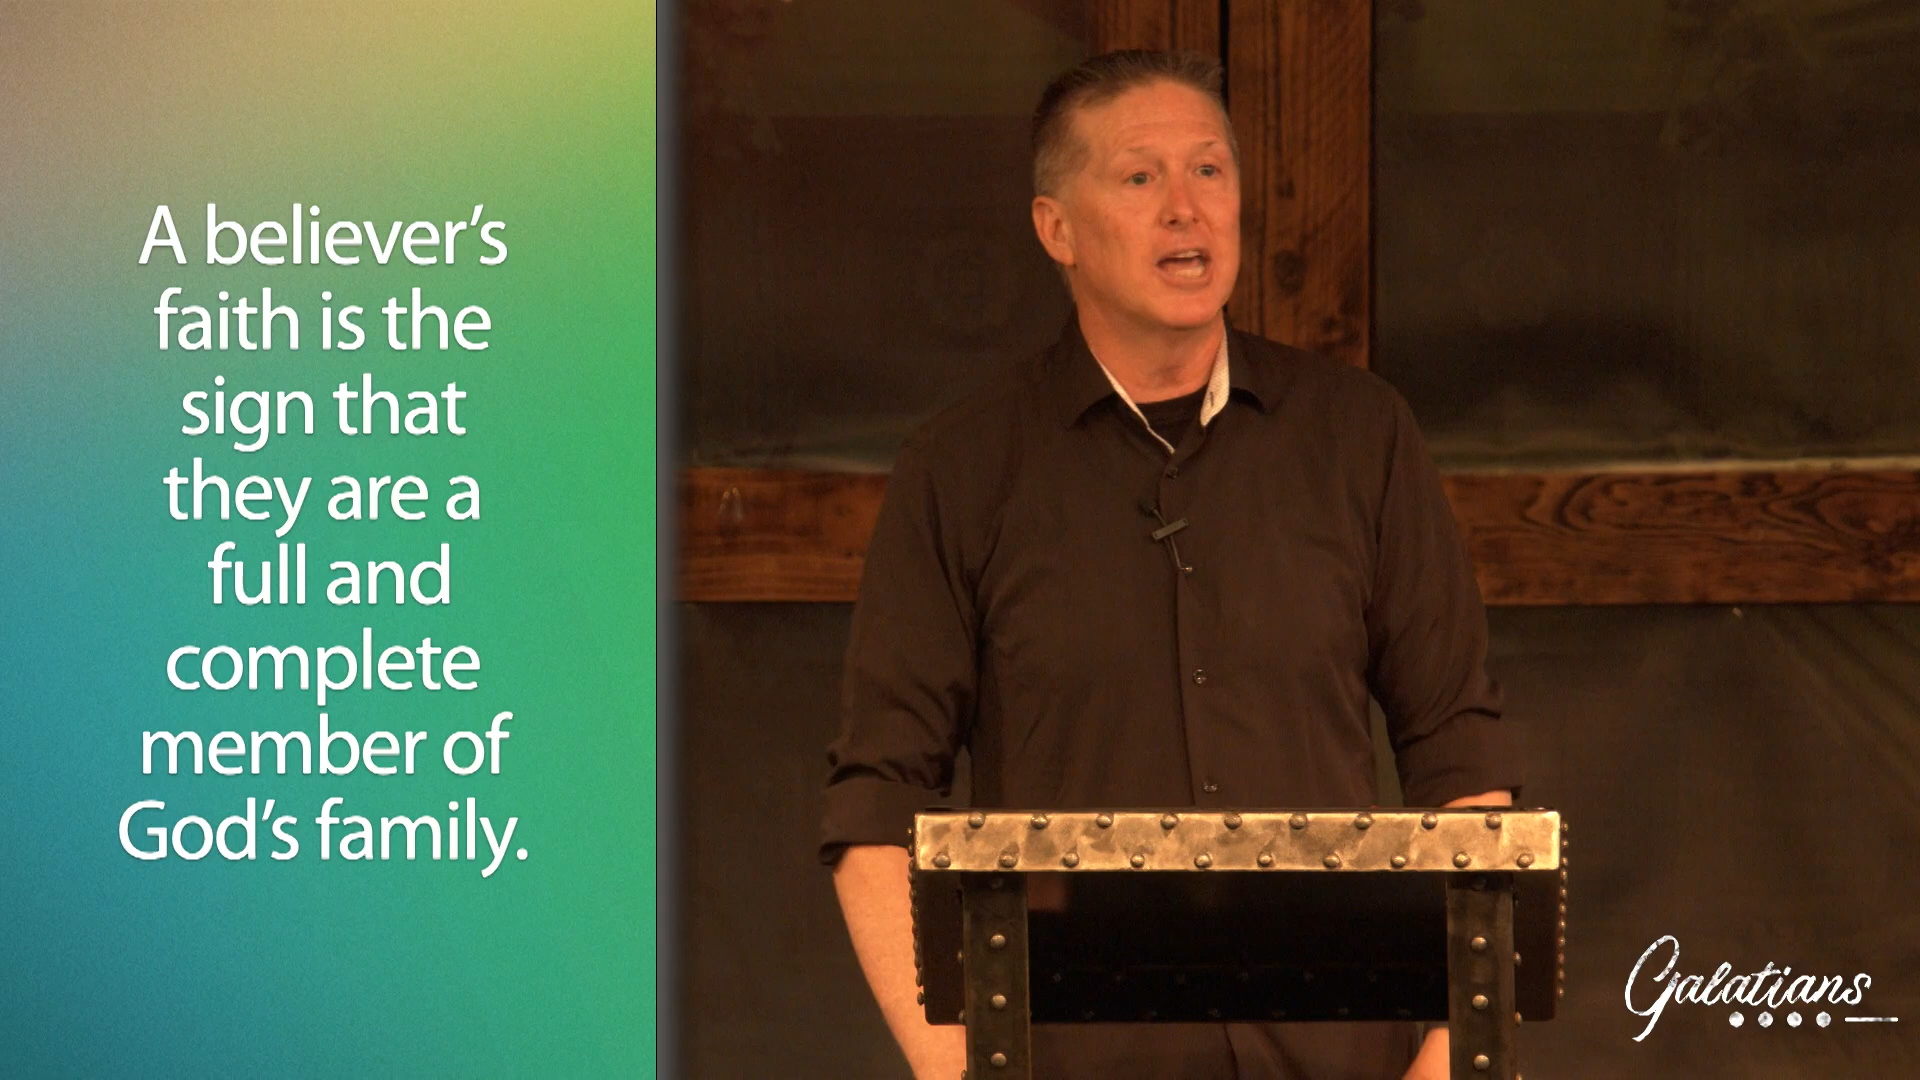 A believer’s
faith is the
sign that
they are a
full and
complete
member of
God’s family.
Galatians